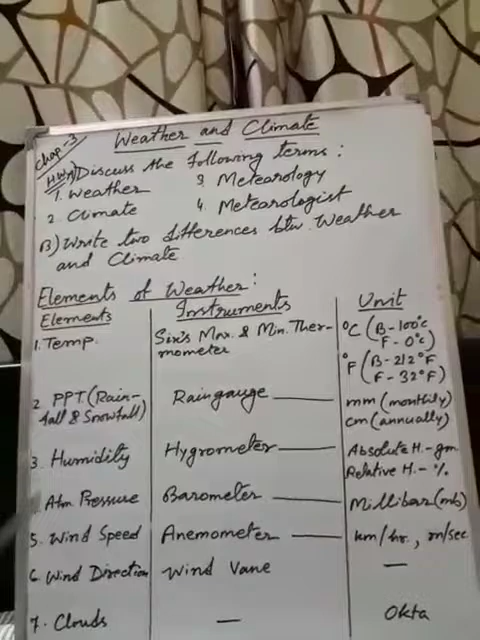 Chap-3
Weather and Climate
H.W. A) Discuss the following terms:
1. Weather 3. Metearology
2. Climate 4. Metearologist
B) Write two differences btw. Weather
and Climate
Elements of Weather:
Elements Instruments Unit
1. Temp. Six's Max. & Min. Ther-
mometer
°C (B-100°C
F-0°C)
°F (B-212°F
F-32°F)
2. PPT (Rain-
fall & Snowfall) Raingauge — mm (monthly)
cm (annually)
3. Humidity Hygrometer — Absolute H.- gm
Relative H.- %
Atm. Pressure Barometer — Millibar (mb)
5. Wind Speed Anemometer — km/hr., m/sec
6. Wind Direction Wind Vane —
7. Clouds — Okta